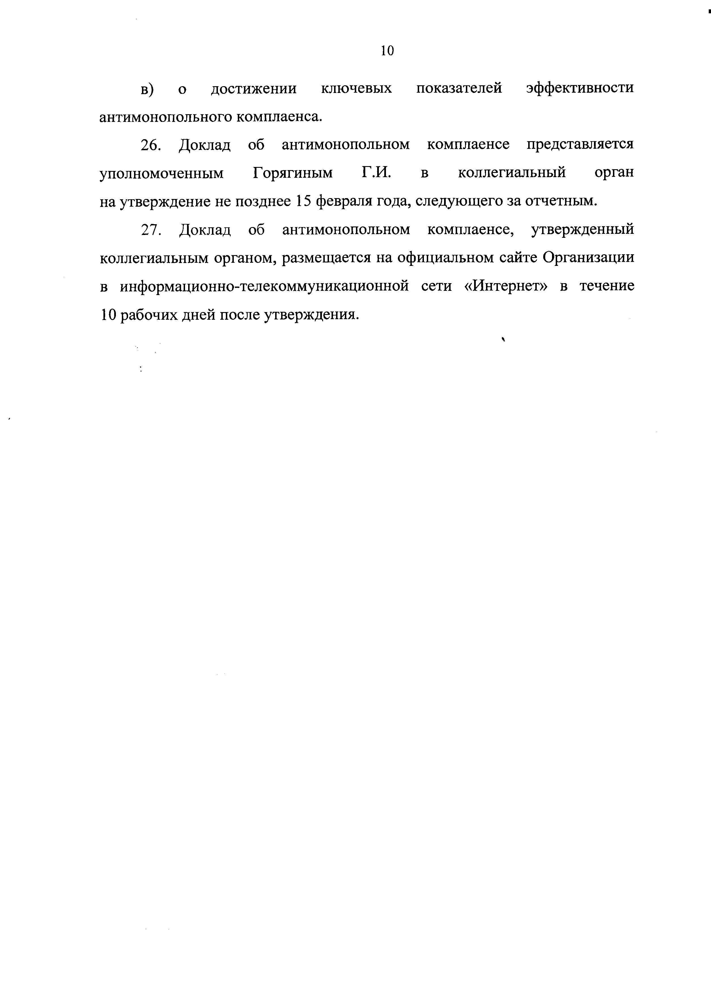 10
в) о достижении ключевых показателей эффективности
антимонопольного комплаенса.
26. Доклад об антимонопольном комплаенсе представляется
уполномоченным Горягиным Г.И. в коллегиальный орган
на утверждение не позднее 15 февраля года, следующего за отчетным.
27. Доклад об антимонопольном комплаенсе, утвержденный
коллегиальным органом, размещается на официальном сайте Организации
в информационно-телекоммуникационной сети «Интернет» в течение
10 рабочих дней после утверждения.